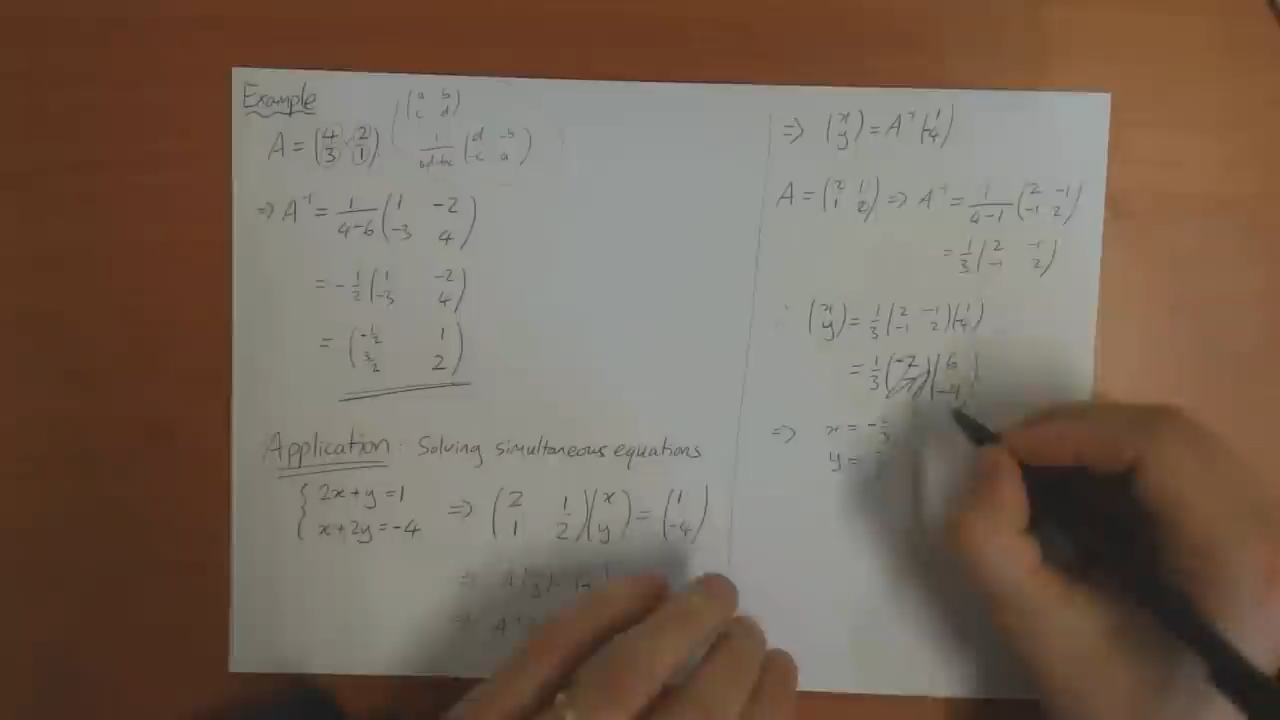 Example
(a b
c d)
A = (4 2
3 1)
1/ad-bc (d -b
-c a)
⇒ A⁻¹ = 1/4-6 (1 -2
-3 4)
= -1/2 (1 -2
-3 4)
= (-1/2 1
3/2 2)
Application: Solving simultaneous equations
{ 2x+y=1
x+2y=-4
⇒ (2 1
1 2)(x
y) = (1
-4)
⇒ (x
y) = A⁻¹(1
-4)
A = (2 1
1 2) ⇒ A⁻¹ = 1/4-1 (2 -1
-1 2)
= 1/3 (2 -1
-1 2)
∴ (x
y) = 1/3 (2 -1
-1 2)(1
-4)
= 1/3 (-2)(6
-4
⇒ x = -
y =